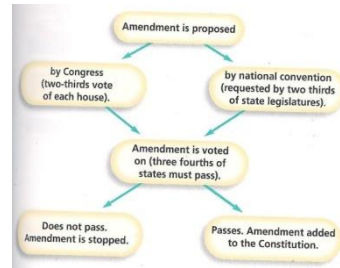 Amendment is proposed
by Congress
(two-thirds vote
of each house).
by national convention
(requested by two thirds
of state legislatures).
Amendment is voted
on (three fourths of
states must pass).
Does not pass.
Amendment is stopped.
Passes. Amendment added
to the Constitution.